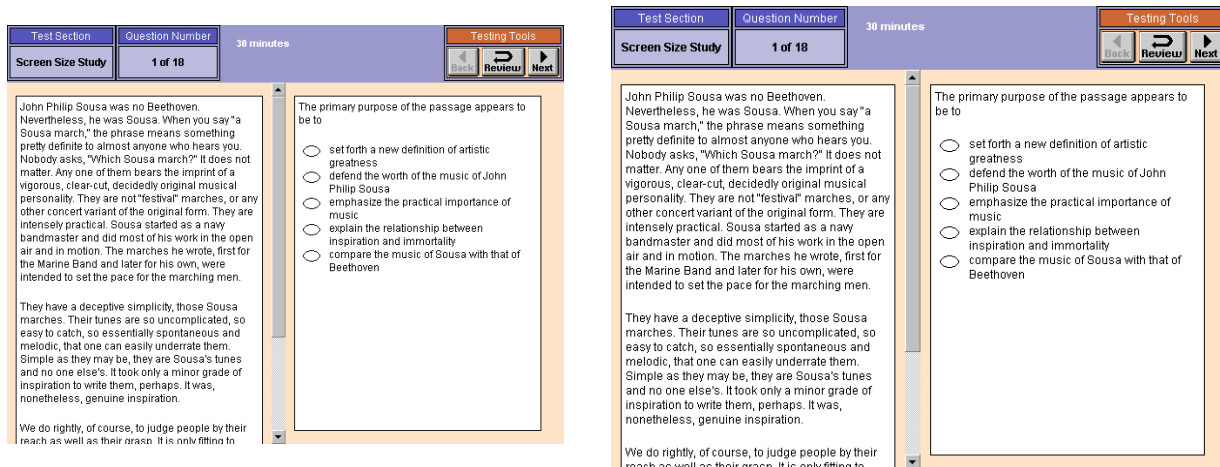 Test Section
Question Number
30 minutes
Testing Tools
Screen Size Study
1 of 18
Back
Review
Next
John Philip Sousa was no Beethoven.
Nevertheless, he was Sousa. When you say "a
Sousa march," the phrase means something
pretty definite to almost anyone who hears you.
Nobody asks, "Which Sousa march?" It does not
matter. Any one of them bears the imprint of a
vigorous, clear-cut, decidedly original musical
personality. They are not "festival" marches, or any
other concert variant of the original form. They are
intensely practical. Sousa started as a navy
bandmaster and did most of his work in the open
air and in motion. The marches he wrote, first for
the Marine Band and later for his own, were
intended to set the pace for the marching men.
They have a deceptive simplicity, those Sousa
marches. Their tunes are so uncomplicated, so
easy to catch, so essentially spontaneous and
melodic, that one can easily underrate them.
Simple as they may be, they are Sousa's tunes
and no one else's. It took only a minor grade of
inspiration to write them, perhaps. It was,
nonetheless, genuine inspiration.
We do rightly, of course, to judge people by their
reach as well as their grasp. It is only fitting to
The primary purpose of the passage appears to
be to
set forth a new definition of artistic
greatness
defend the worth of the music of John
Philip Sousa
emphasize the practical importance of
music
explain the relationship between
inspiration and immortality
compare the music of Sousa with that of
Beethoven
Test Section
Question Number
30 minutes
Testing Tools
Screen Size Study
1 of 18
Back
Review
Next
John Philip Sousa was no Beethoven.
Nevertheless, he was Sousa. When you say "a
Sousa march," the phrase means something
pretty definite to almost anyone who hears you.
Nobody asks, "Which Sousa march?" It does not
matter. Any one of them bears the imprint of a
vigorous, clear-cut, decidedly original musical
personality. They are not "festival" marches, or any
other concert variant of the original form. They are
intensely practical. Sousa started as a navy
bandmaster and did most of his work in the open
air and in motion. The marches he wrote, first for
the Marine Band and later for his own, were
intended to set the pace for the marching men.
They have a deceptive simplicity, those Sousa
marches. Their tunes are so uncomplicated, so
easy to catch, so essentially spontaneous and
melodic, that one can easily underrate them.
Simple as they may be, they are Sousa's tunes
and no one else's. It took only a minor grade of
inspiration to write them, perhaps. It was,
nonetheless, genuine inspiration.
We do rightly, of course, to judge people by their
reach as well as their grasp. It is only fitting to
The primary purpose of the passage appears to
be to
set forth a new definition of artistic
greatness
defend the worth of the music of John
Philip Sousa
emphasize the practical importance of
music
explain the relationship between
inspiration and immortality
compare the music of Sousa with that of
Beethoven